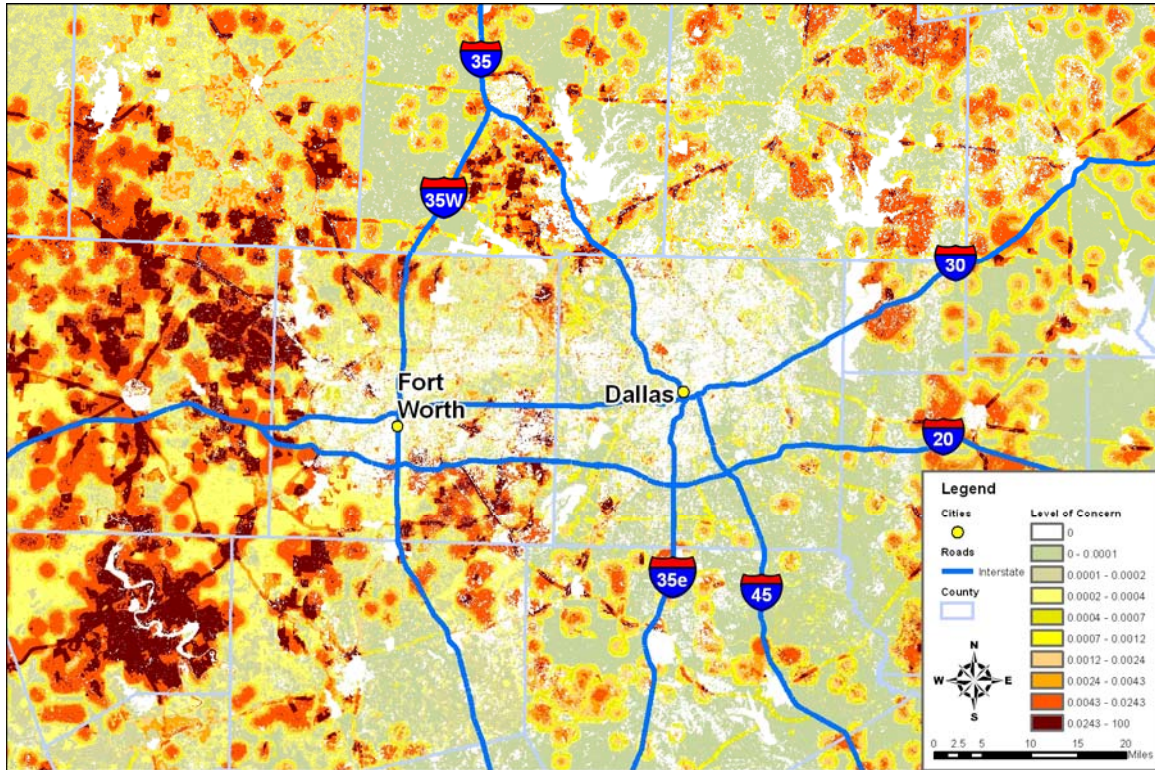 35
35W
30
Fort
Worth
Dallas
20
35e
45
Legend
Cities
Roads
Interstate
County
Level of Concern
0
0 - 0.0001
0.0001 - 0.0002
0.0002 - 0.0004
0.0004 - 0.0007
0.0007 - 0.0012
0.0012 - 0.0024
0.0024 - 0.0043
0.0043 - 0.0243
0.0243 - 100
N
W E
S
0 2.5 5 10 15 20
Miles